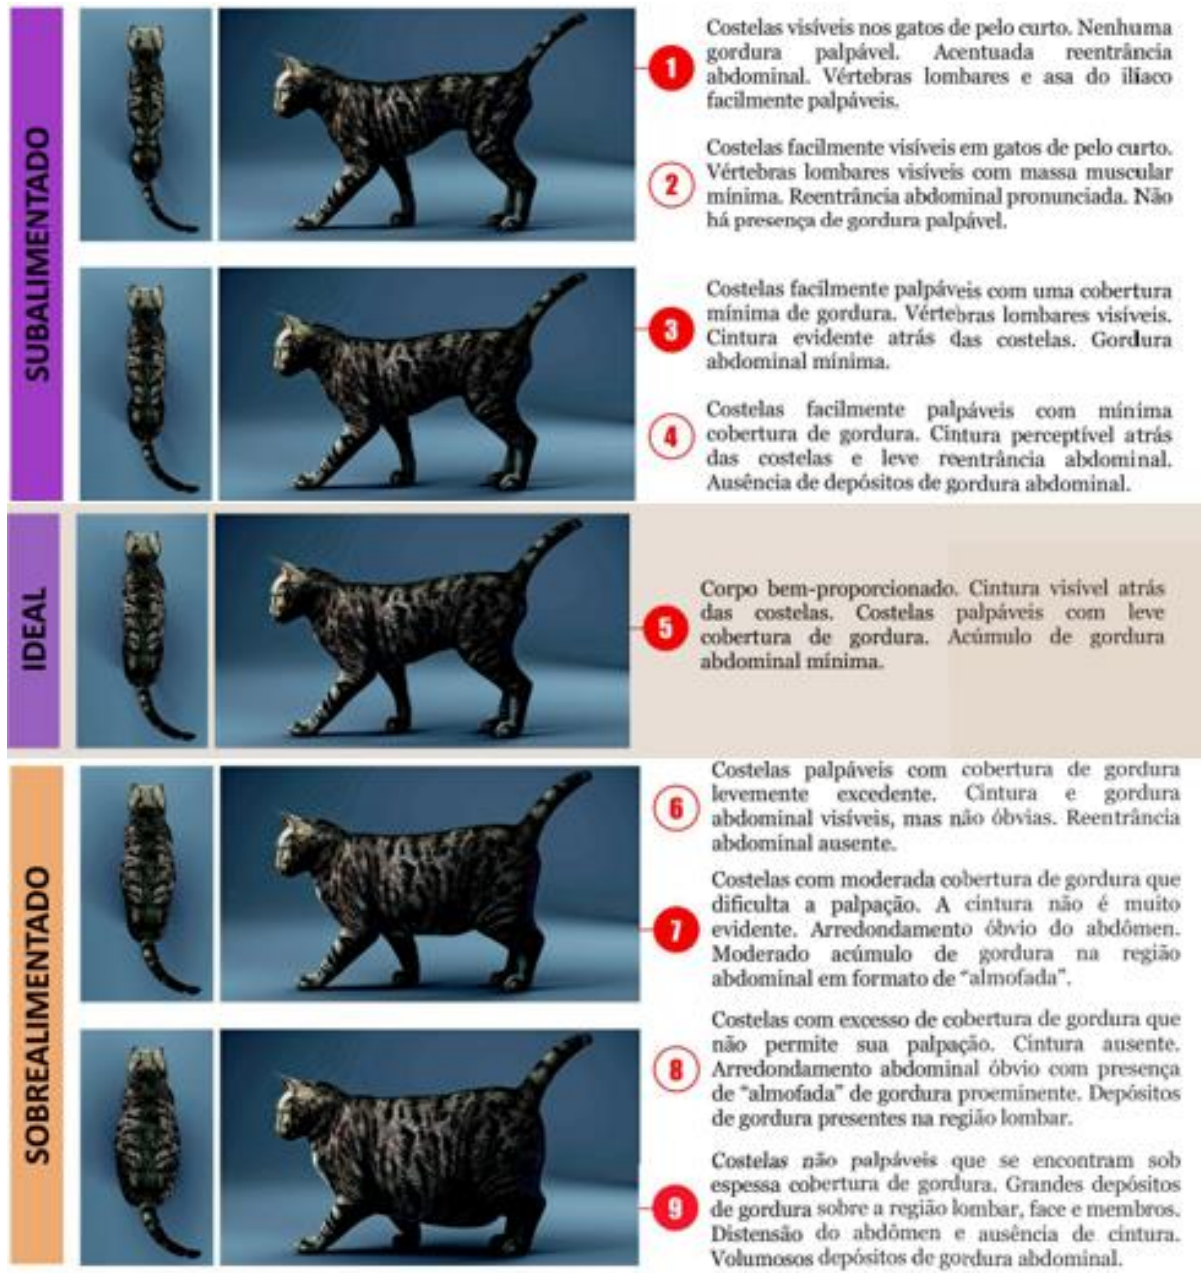 SUBALIMENTADO
1
Costelas visíveis nos gatos de pelo curto. Nenhuma
gordura palpável. Acentuada reentrância
abdominal. Vértebras lombares e asa do ilíaco
facilmente palpáveis.
2
Costelas facilmente visíveis em gatos de pelo curto.
Vértebras lombares visíveis com massa muscular
mínima. Reentrância abdominal pronunciada. Não
há presença de gordura palpável.
3
Costelas facilmente palpáveis com uma cobertura
mínima de gordura. Vértebras lombares visíveis.
Cintura evidente atrás das costelas. Gordura
abdominal mínima.
4
Costelas facilmente palpáveis com mínima
cobertura de gordura. Cintura perceptível atrás
das costelas e leve reentrância abdominal.
Ausência de depósitos de gordura abdominal.
IDEAL
5
Corpo bem-proporcionado. Cintura visível atrás
das costelas. Costelas palpáveis com leve
cobertura de gordura. Acúmulo de gordura
abdominal mínima.
SOBREALIMENTADO
6
Costelas palpáveis com cobertura de gordura
levemente excedente. Cintura e gordura
abdominal visíveis, mas não óbvias. Reentrância
abdominal ausente.
7
Costelas com moderada cobertura de gordura que
dificulta a palpação. A cintura não é muito
evidente. Arredondamento óbvio do abdômen.
Moderado acúmulo de gordura na região
abdominal em formato de “almofada”.
8
Costelas com excesso de cobertura de gordura que
não permite sua palpação. Cintura ausente.
Arredondamento abdominal óbvio com presença
de “almofada” de gordura proeminente. Depósitos
de gordura presentes na região lombar.
9
Costelas não palpáveis que se encontram sob
espessa cobertura de gordura. Grandes depósitos
de gordura sobre a região lombar, face e membros.
Distensão do abdômen e ausência de cintura.
Volumosos depósitos de gordura abdominal.